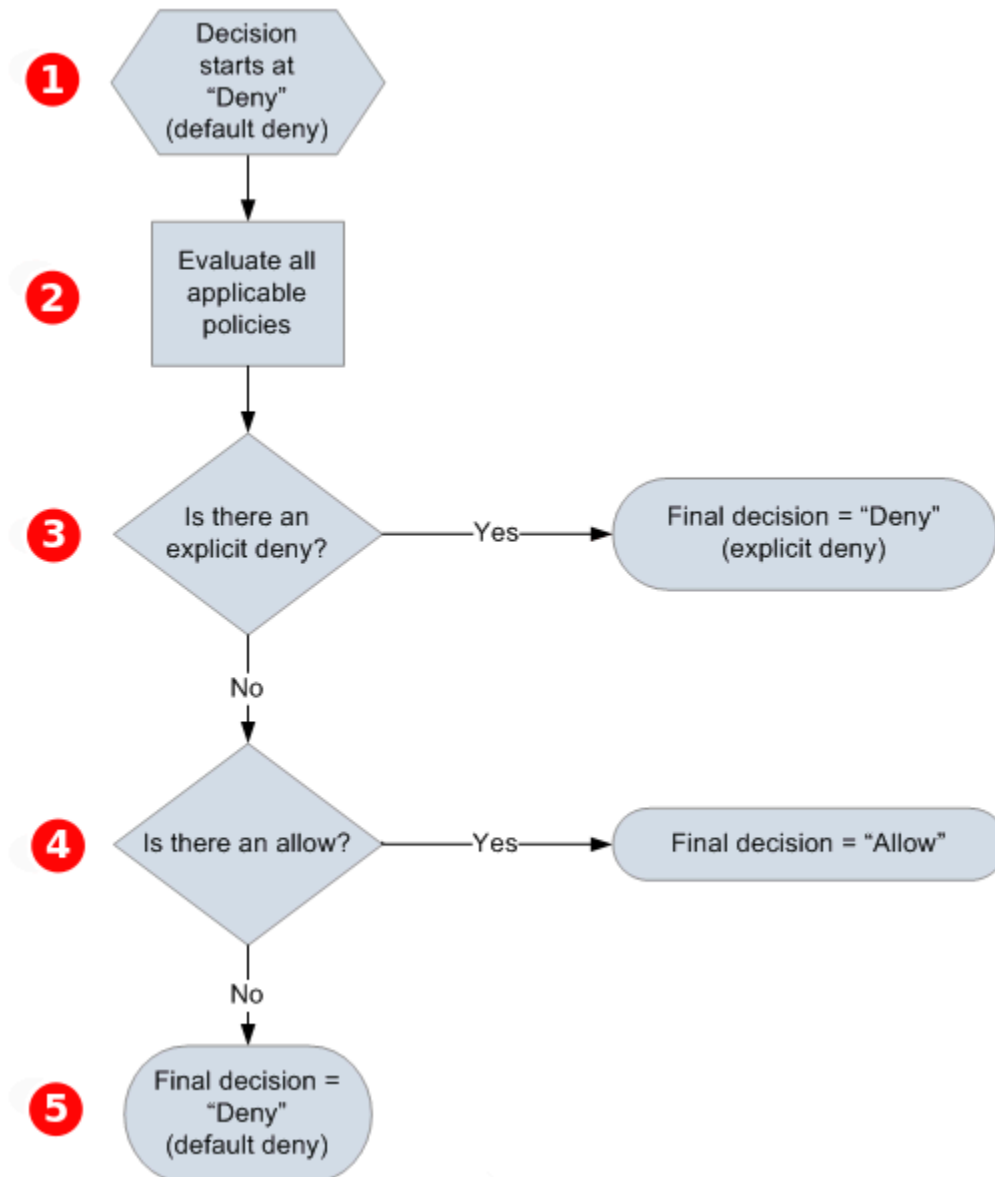 1
Decision
starts at
“Deny”
(default deny)
2
Evaluate all
applicable
policies
3
Is there an
explicit deny?
Yes
Final decision = “Deny”
(explicit deny)
No
4
Is there an allow?
Yes
Final decision = “Allow”
No
5
Final decision =
“Deny”
(default deny)